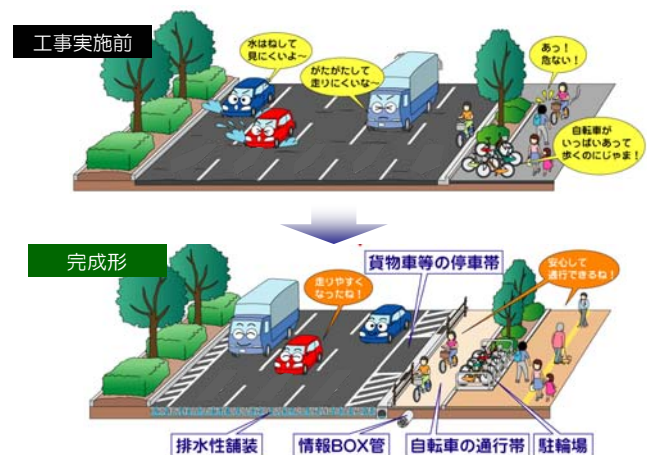 工事実施前
水はねして
見にくいよ～
がたがたして
走りにくいな～
あっ！
危ない！
自転車が
いっぱいあって
歩くのにじゃま！
完成形
走りやすく
なったね！
貨物車等の停車帯
安心して
通行できるね！
排水性舗装
情報BOX管
自転車の通行帯
駐輪場